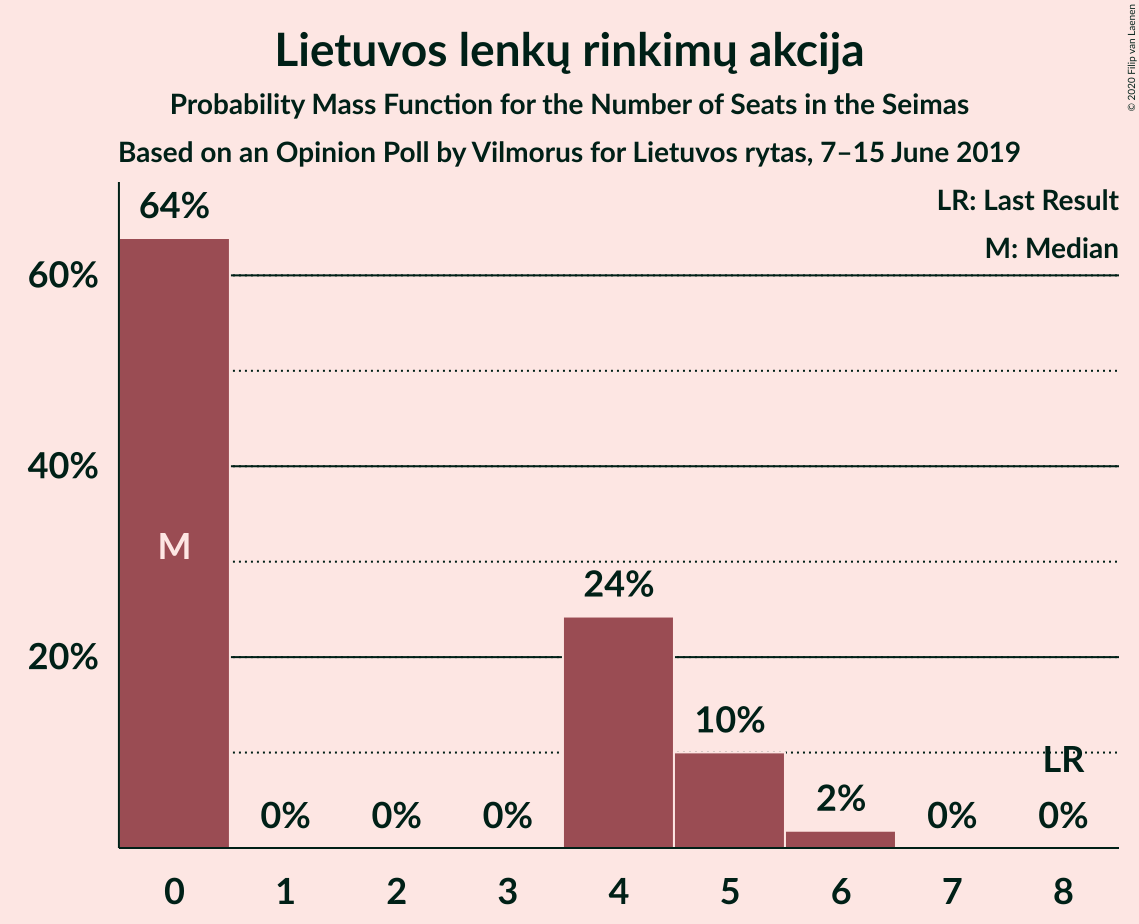 Lietuvos lenkų rinkimų akcija
Probability Mass Function for the Number of Seats in the Seimas
Based on an Opinion Poll by Vilmorus for Lietuvos rytas, 7–15 June 2019
© 2020 Filip van Laenen
LR: Last Result
M: Median
64%
60%
40%
M
24%
20%
10%
LR
2%
0% 0% 0% 0% 0%
0 1 2 3 4 5 6 7 8